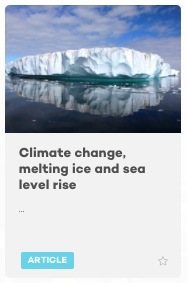 Climate change,
melting ice and sea
level rise
...
ARTICLE